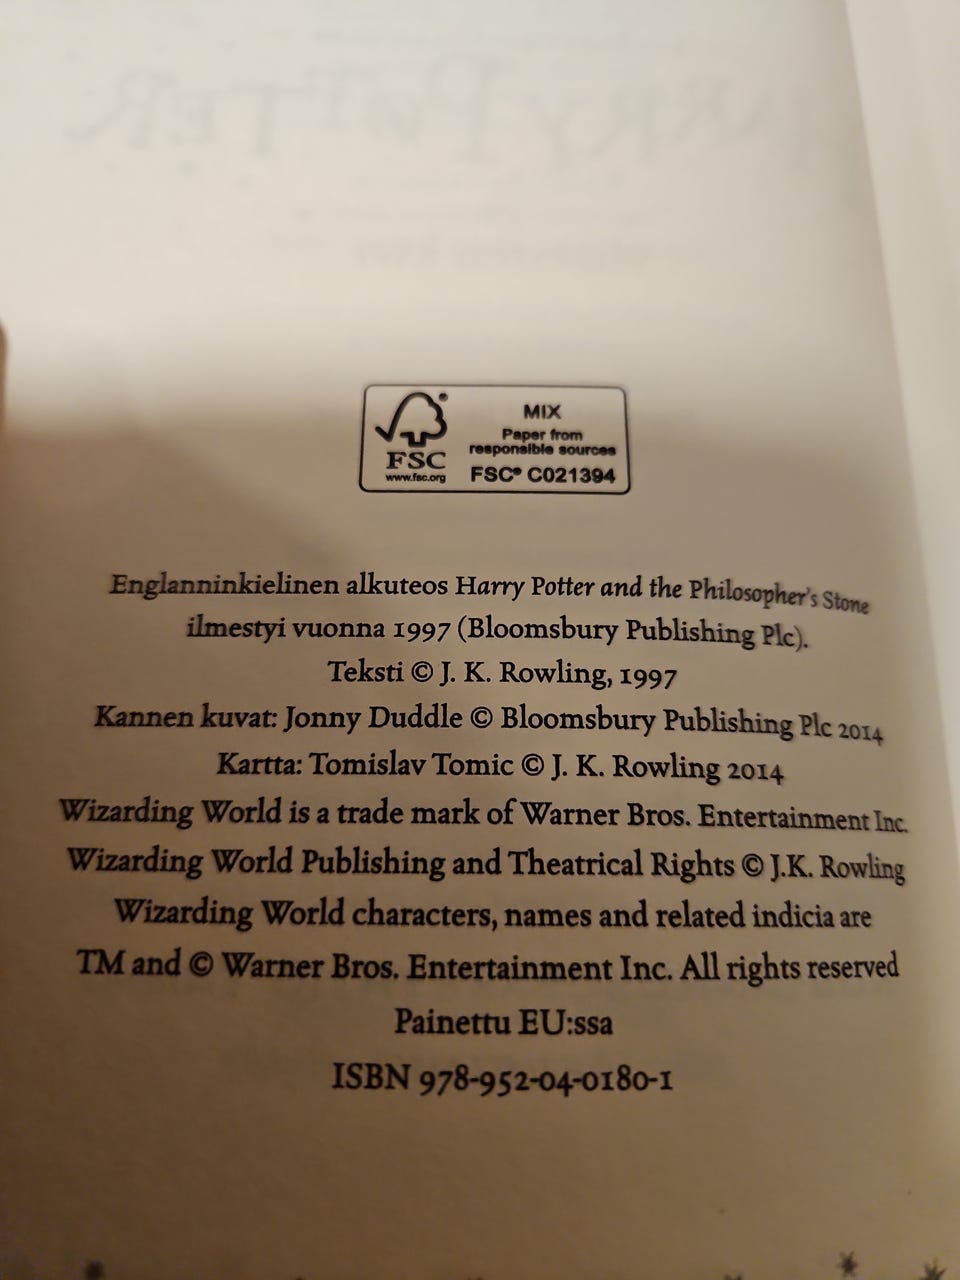 MIX
Paper from
responsible sources
FSC® C021394
FSC
www.fsc.org
Englanninkielinen alkuteos Harry Potter and the Philosopher's Stone
ilmestyi vuonna 1997 (Bloomsbury Publishing Plc).
Teksti © J. K. Rowling, 1997
Kannen kuvat: Jonny Duddle © Bloomsbury Publishing Plc 2014
Kartta: Tomislav Tomic © J. K. Rowling 2014
Wizarding World is a trade mark of Warner Bros. Entertainment Inc.
Wizarding World Publishing and Theatrical Rights © J.K. Rowling
Wizarding World characters, names and related indicia are
TM and © Warner Bros. Entertainment Inc. All rights reserved
Painettu EU:ssa
ISBN 978-952-04-0180-1